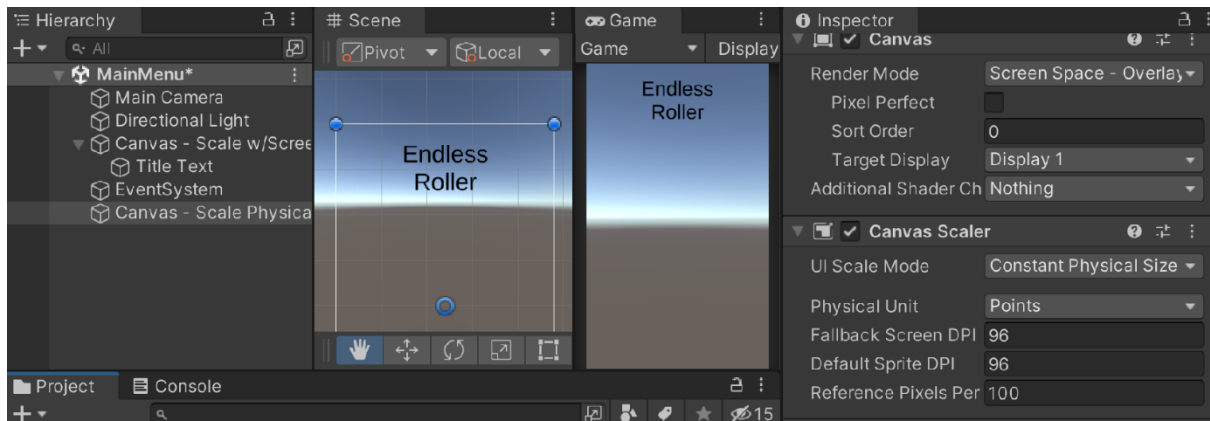 Hierarchy
All
MainMenu*
Main Camera
Directional Light
Canvas - Scale w/Scree
Title Text
EventSystem
Canvas - Scale Physica
Scene
Pivot
Local
Endless
Roller
Game
Game
Display
Endless
Roller
Inspector
Canvas
Render Mode
Screen Space - Overlay
Pixel Perfect
Sort Order
0
Target Display
Display 1
Additional Shader Ch
Nothing
Canvas Scaler
UI Scale Mode
Constant Physical Size
Physical Unit
Points
Fallback Screen DPI
96
Default Sprite DPI
96
Reference Pixels Per
100
Project
Console
15